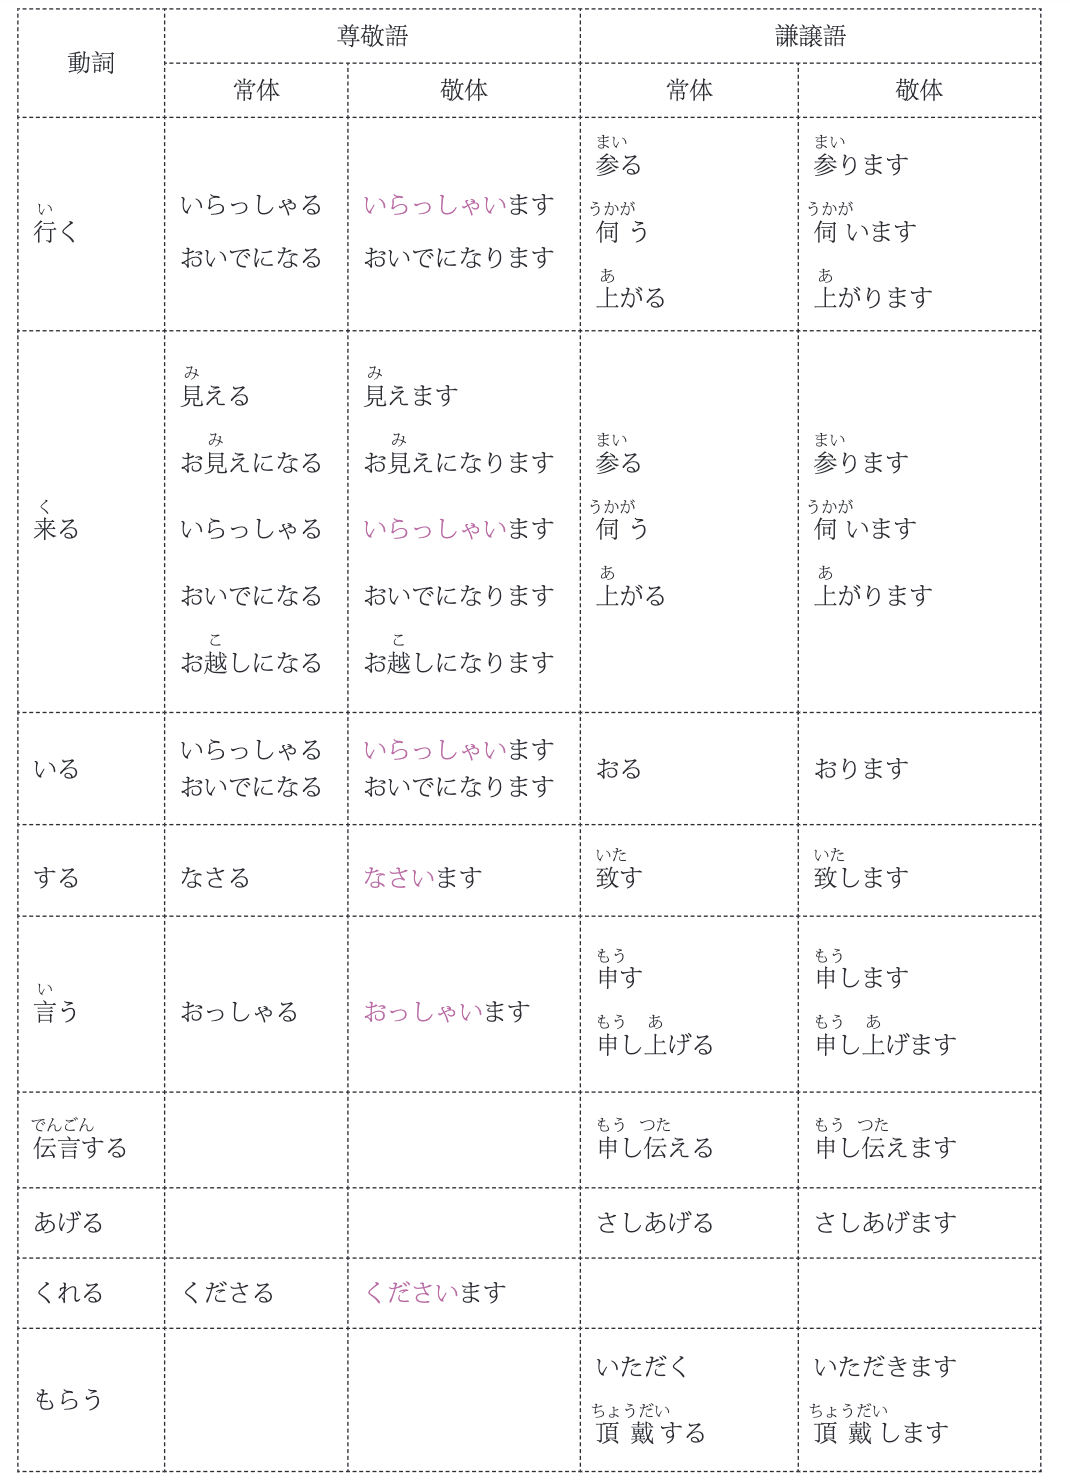 動詞 尊敬語 謙譲語
常体 敬体 常体 敬体
い
行く
いらっしゃる
おいでになる
いらっしゃいます
おいでになります
まい
参る
うかが
伺う
あ
上がる
まい
参ります
うかが
伺います
あ
上がります
く
来る
み
見える
み
お見えになる
いらっしゃる
おいでになる
こ
お越しになる
み
見えます
み
お見えになります
いらっしゃいます
おいでになります
こ
お越しになります
まい
参る
うかが
伺う
あ
上がる
まい
参ります
うかが
伺います
あ
上がります
いる
いらっしゃる
おいでになる
いらっしゃいます
おいでになります
おる
おります
する
なさる
なさいます
いた
致す
いた
致します
い
言う
おっしゃる
おっしゃいます
もう
申す
もう あ
申し上げる
もう
申します
もう あ
申し上げます
でんごん
伝言する
もう つた
申し伝える
もう つた
申し伝えます
あげる
さしあげる
さしあげます
くれる
くださる
くださいます
もらう
いただく
ちょうだい
頂戴する
いただきます
ちょうだい
頂戴します